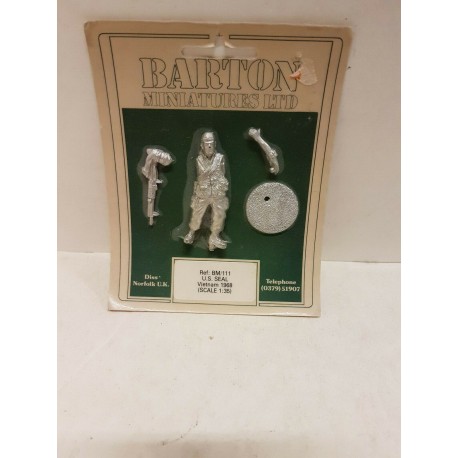 BARTON
MINIATURES LTD
Diss
Norfolk U.K.
Ref: BM/111
U.S. SEAL
Vietnam 1968
(SCALE 1:35)
Telephone
(0379) 51907